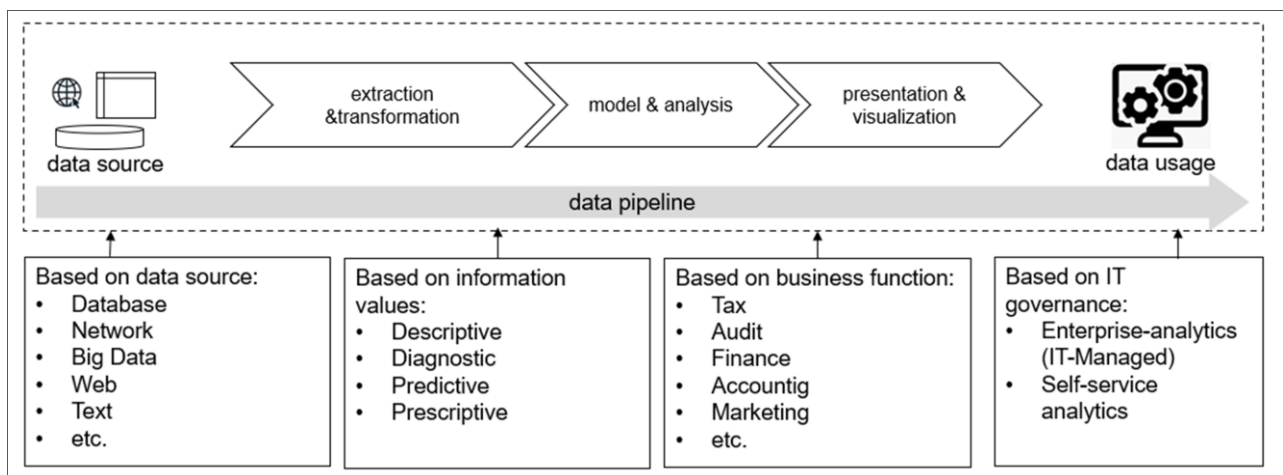 extraction
&transformation
model & analysis
presentation &
visualization
data source
data usage
data pipeline
Based on data source:
• Database
• Network
• Big Data
• Web
• Text
• etc.
Based on information
values:
• Descriptive
• Diagnostic
• Predictive
• Prescriptive
Based on business function:
• Tax
• Audit
• Finance
• Accountig
• Marketing
• etc.
Based on IT
governance:
• Enterprise-analytics
(IT-Managed)
• Self-service
analytics